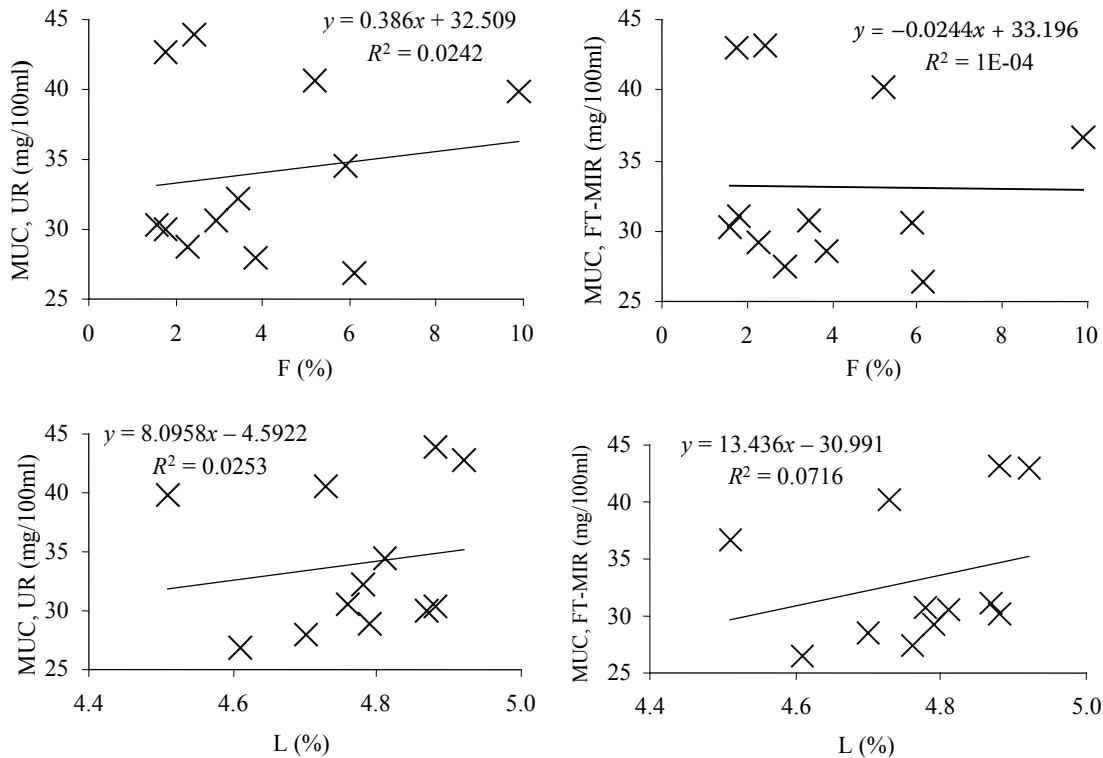 y = 0.386x + 32.509
R² = 0.0242
MUC, UR (mg/100ml)
45
40
35
30
25
0 2 4 6 8 10
F (%)
y = −0.0244x + 33.196
R² = 1E-04
MUC, FT-MIR (mg/100ml)
45
40
35
30
25
0 2 4 6 8 10
F (%)
y = 8.0958x – 4.5922
R² = 0.0253
MUC, UR (mg/100ml)
45
40
35
30
25
4.4 4.6 4.8 5.0
L (%)
y = 13.436x – 30.991
R² = 0.0716
MUC, FT-MIR (mg/100ml)
45
40
35
30
25
4.4 4.6 4.8 5.0
L (%)